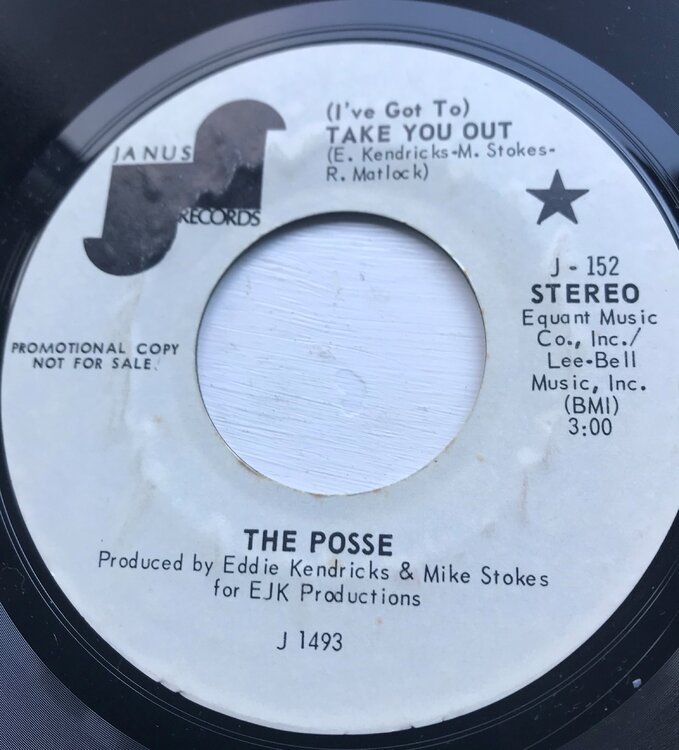 JANUS
RECORDS
(I've Got To)
TAKE YOU OUT
(E. Kendricks-M. Stokes-
R. Matlock)
J - 152
STEREO
Equant Music
Co., Inc./
Lee-Bell
Music, Inc.
(BMI)
3:00
PROMOTIONAL COPY
NOT FOR SALE.
THE POSSE
Produced by Eddie Kendricks & Mike Stokes
for EJK Productions
J 1493